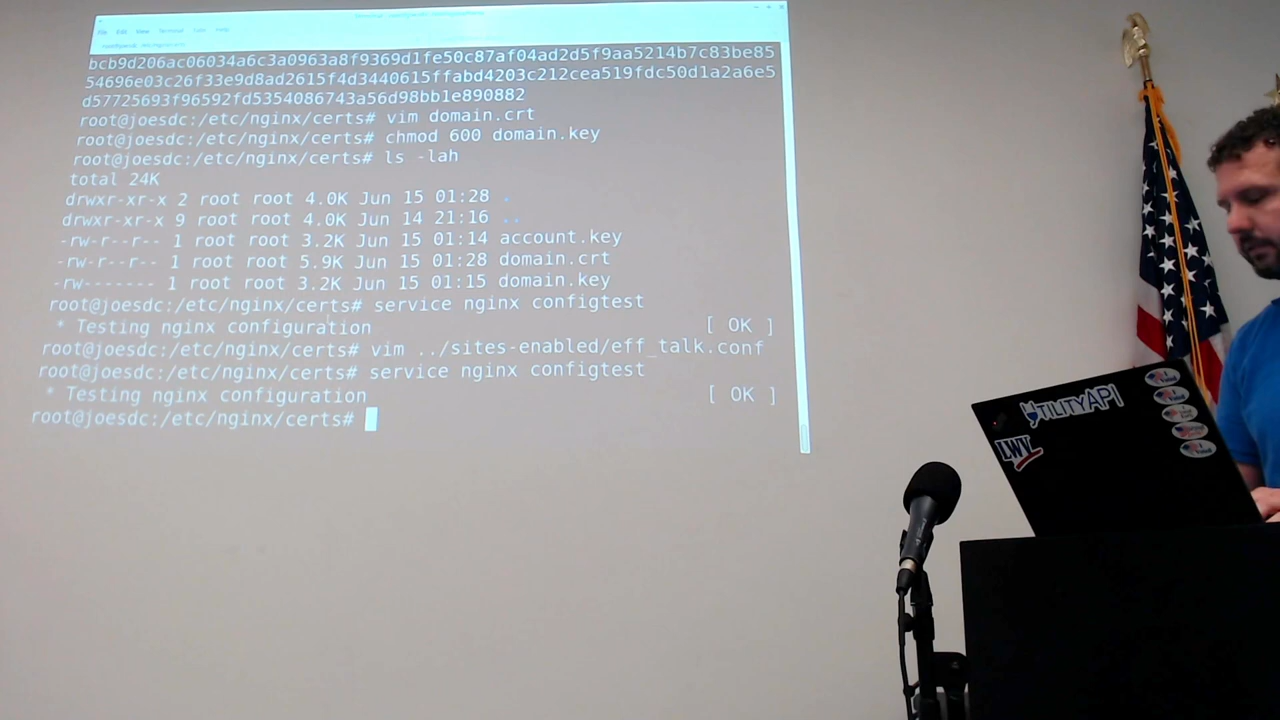 File Edit View Terminal Tabs Help
bcb9d206ac06034a6c3a0963a8f9369d1fe50c87af04ad2d5f9aa5214b7c83be85
54696e03c26f33e9d8ad2615f4d3440615ffabd4203c212cea519fdc50d1a2a6e5
d57725693f96592fd5354086743a56d98bb1e890882
root@joesdc:/etc/nginx/certs# vim domain.crt
root@joesdc:/etc/nginx/certs# chmod 600 domain.key
root@joesdc:/etc/nginx/certs# ls -lah
total 24K
drwxr-xr-x 2 root root 4.0K Jun 15 01:28 .
drwxr-xr-x 9 root root 4.0K Jun 14 21:16 ..
-rw-r--r-- 1 root root 3.2K Jun 15 01:14 account.key
-rw-r--r-- 1 root root 5.9K Jun 15 01:28 domain.crt
-rw------- 1 root root 3.2K Jun 15 01:15 domain.key
root@joesdc:/etc/nginx/certs# service nginx configtest
* Testing nginx configuration [ OK ]
root@joesdc:/etc/nginx/certs# vim ../sites-enabled/eff_talk.conf
root@joesdc:/etc/nginx/certs# service nginx configtest
* Testing nginx configuration [ OK ]
root@joesdc:/etc/nginx/certs#
UTILITYAPI
LWV